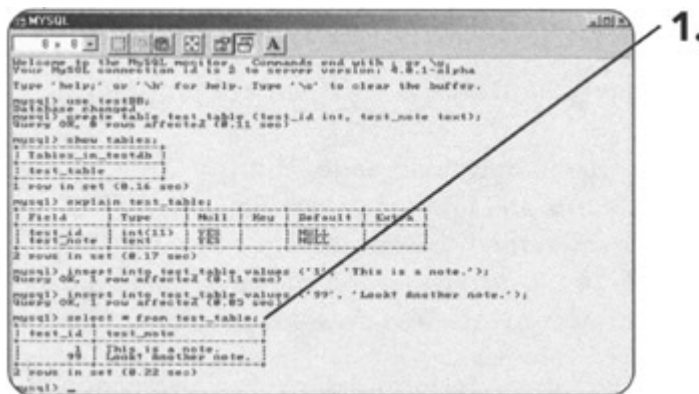 MYSQL
8 x 8
A
1.
Welcome to the MySQL monitor. Commands end with ; or \g.
Your MySQL connection id is 2 to server version: 4.0.1-alpha
Type 'help;' or '\h' for help. Type '\c' to clear the buffer.
mysql> use testDB;
Database changed
mysql> create table test_table (test_id int, test_note text);
Query OK, 0 rows affected (0.11 sec)
mysql> show tables;
| Tables_in_testdb |
| test_table |
1 row in set (0.16 sec)
mysql> explain test_table;
| Field | Type | Null | Key | Default | Extra |
| test_id | int(11) | YES | | NULL | |
| test_note | text | YES | | NULL | |
2 rows in set (0.17 sec)
mysql> insert into test_table values ('1', 'This is a note.');
Query OK, 1 row affected (0.11 sec)
mysql> insert into test_table values ('99', 'Look! Another note.');
Query OK, 1 row affected (0.05 sec)
mysql> select * from test_table;
| test_id | test_note |
| 1 | This is a note. |
| 99 | Look! Another note. |
2 rows in set (0.22 sec)
mysql> _